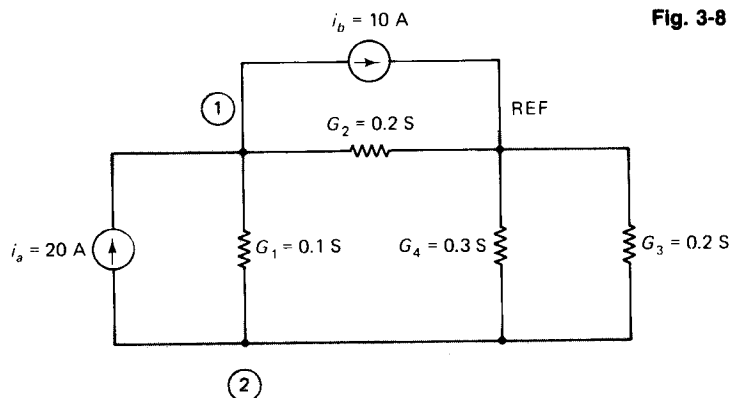 i_b = 10 A
Fig. 3-8
1
REF
G_2 = 0.2 S
i_a = 20 A
G_1 = 0.1 S
G_4 = 0.3 S
G_3 = 0.2 S
2